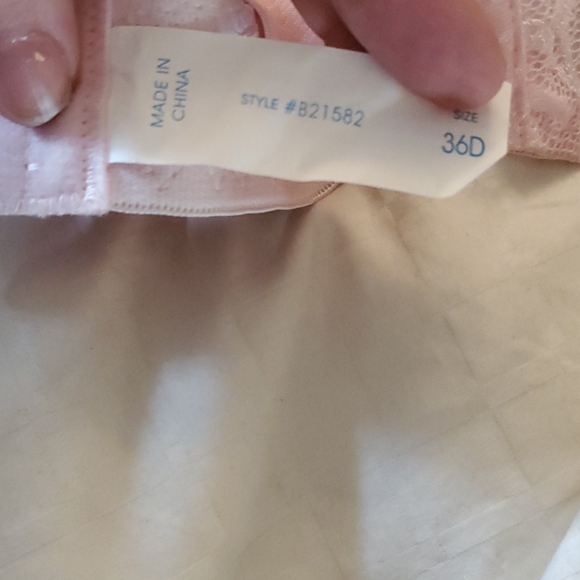 MADE IN
CHINA
STYLE #B21582
SIZE
36D